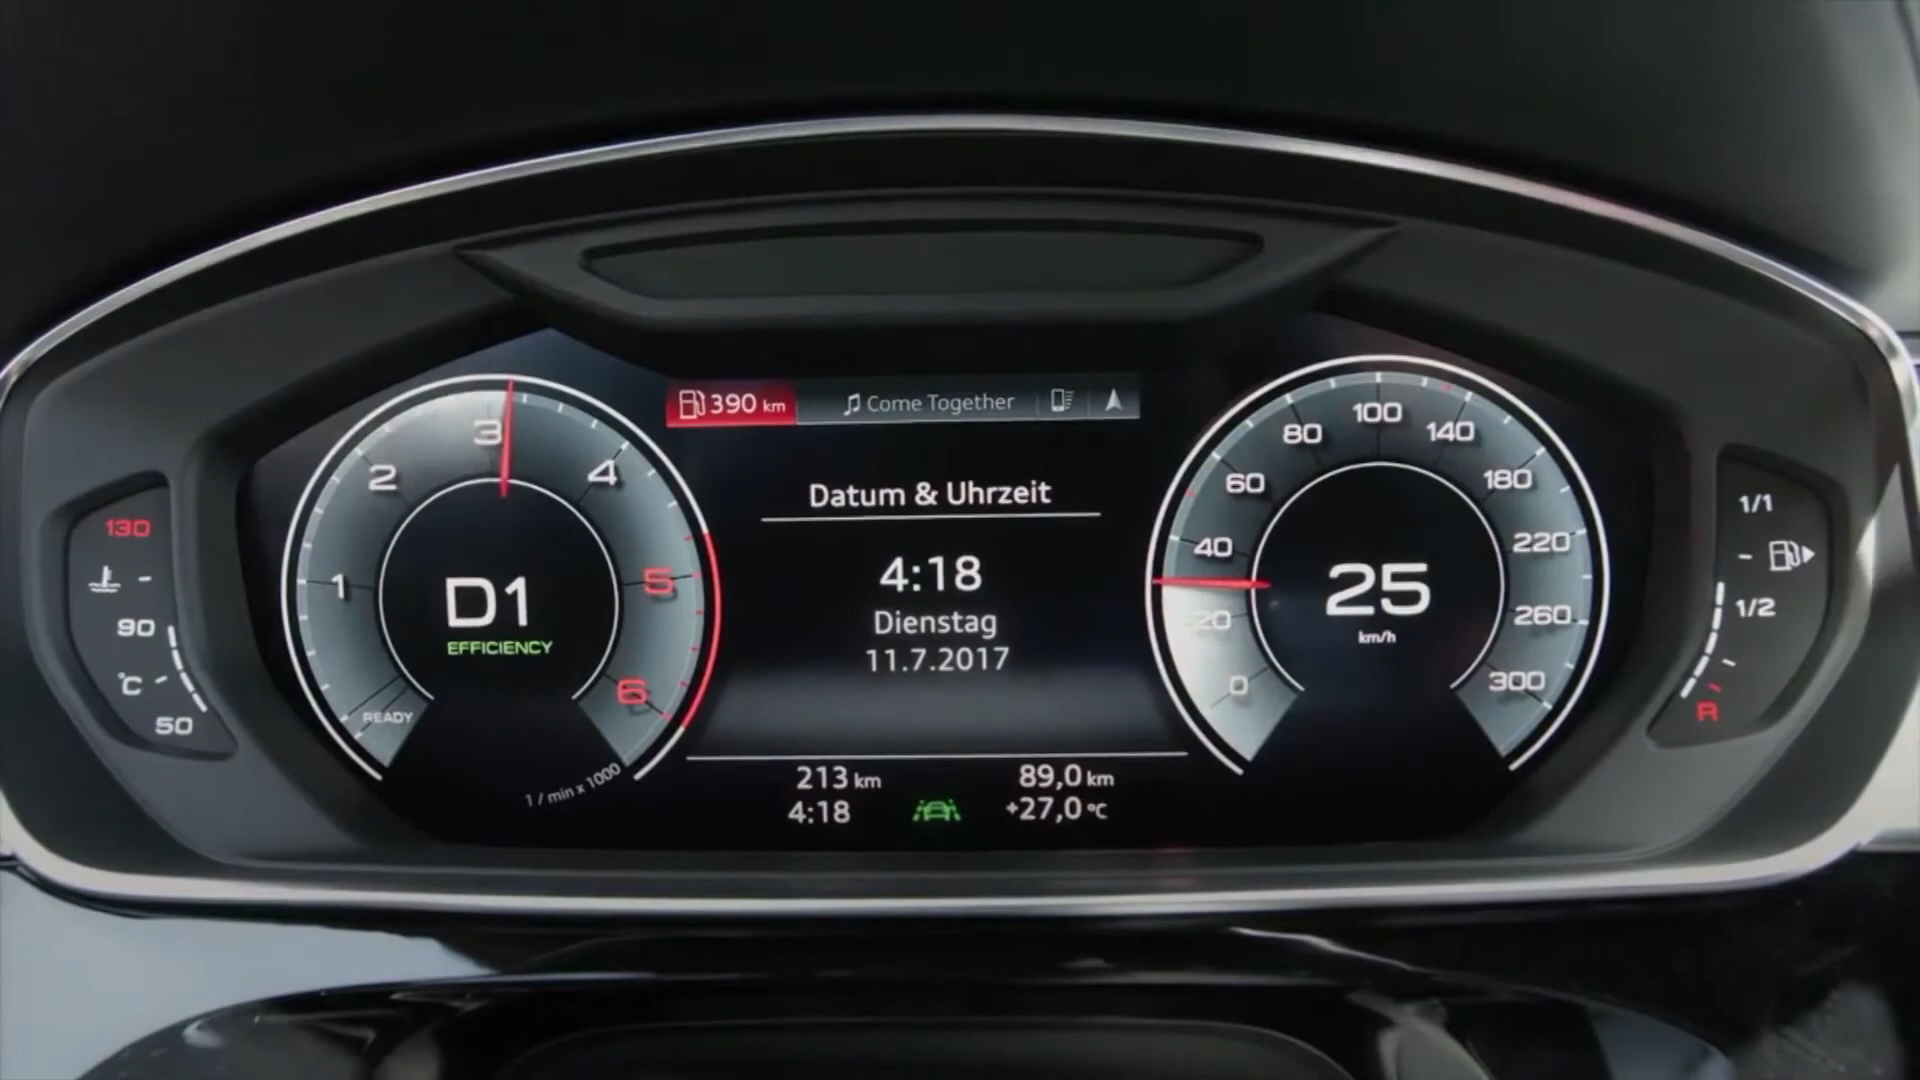 390 km
Come Together
Datum & Uhrzeit
4:18
Dienstag
11.7.2017
213 km
89,0 km
4:18
+27,0 °C
130
90
°C
50
1
2
3
4
5
6
READY
D1
EFFICIENCY
1 / min x 1000
0
20
40
60
80
100
140
180
220
260
300
25
km/h
1/1
1/2
R